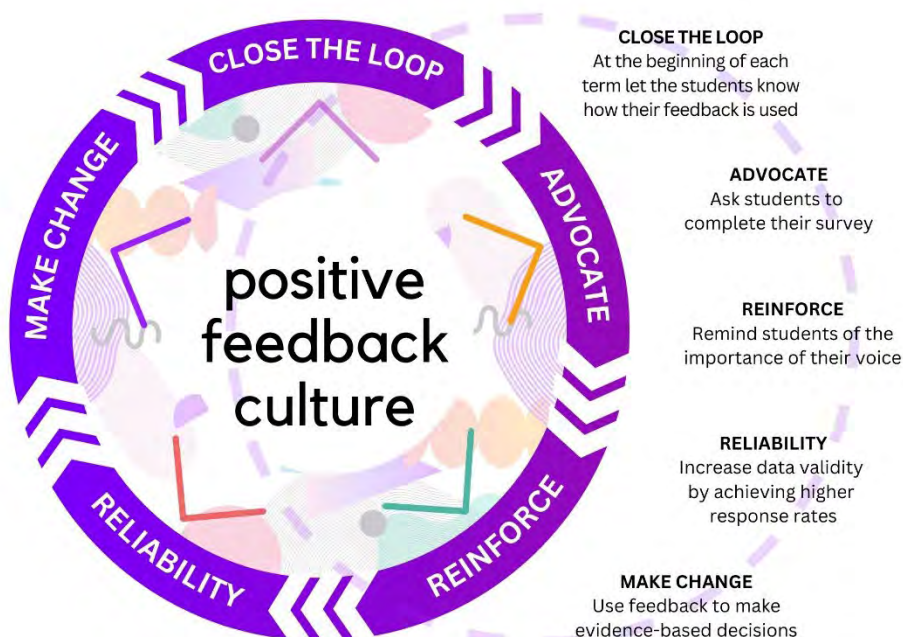 CLOSE THE LOOP
ADVOCATE
REINFORCE
RELIABILITY
MAKE CHANGE
positive
feedback
culture
CLOSE THE LOOP
At the beginning of each
term let the students know
how their feedback is used
ADVOCATE
Ask students to
complete their survey
REINFORCE
Remind students of the
importance of their voice
RELIABILITY
Increase data validity
by achieving higher
response rates
MAKE CHANGE
Use feedback to make
evidence-based decisions